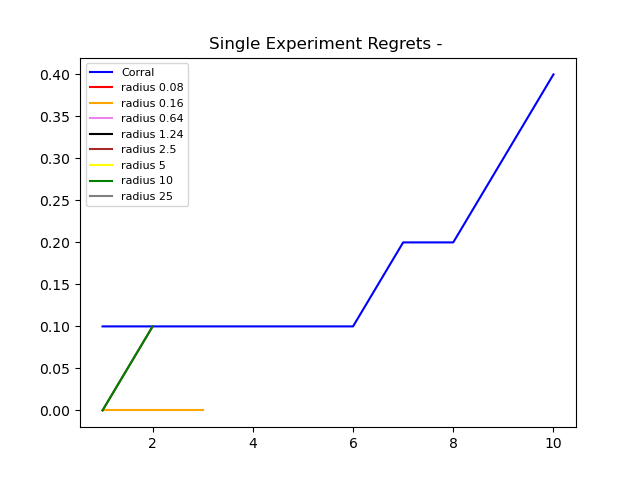 Single Experiment Regrets -
0.40
0.35
0.30
0.25
0.20
0.15
0.10
0.05
0.00
Corral
radius 0.08
radius 0.16
radius 0.64
radius 1.24
radius 2.5
radius 5
radius 10
radius 25
2 4 6 8 10